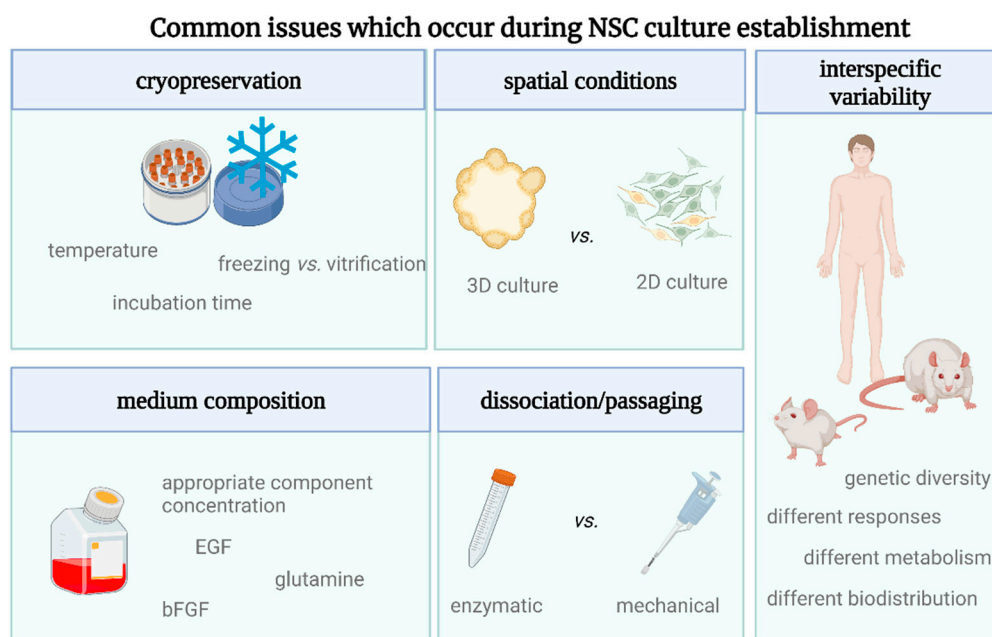 Common issues which occur during NSC culture establishment
cryopreservation
temperature
freezing vs. vitrification
incubation time
spatial conditions
vs.
3D culture
2D culture
interspecific
variability
genetic diversity
different responses
different metabolism
different biodistribution
medium composition
appropriate component
concentration
EGF
glutamine
bFGF
dissociation/passaging
vs.
enzymatic
mechanical